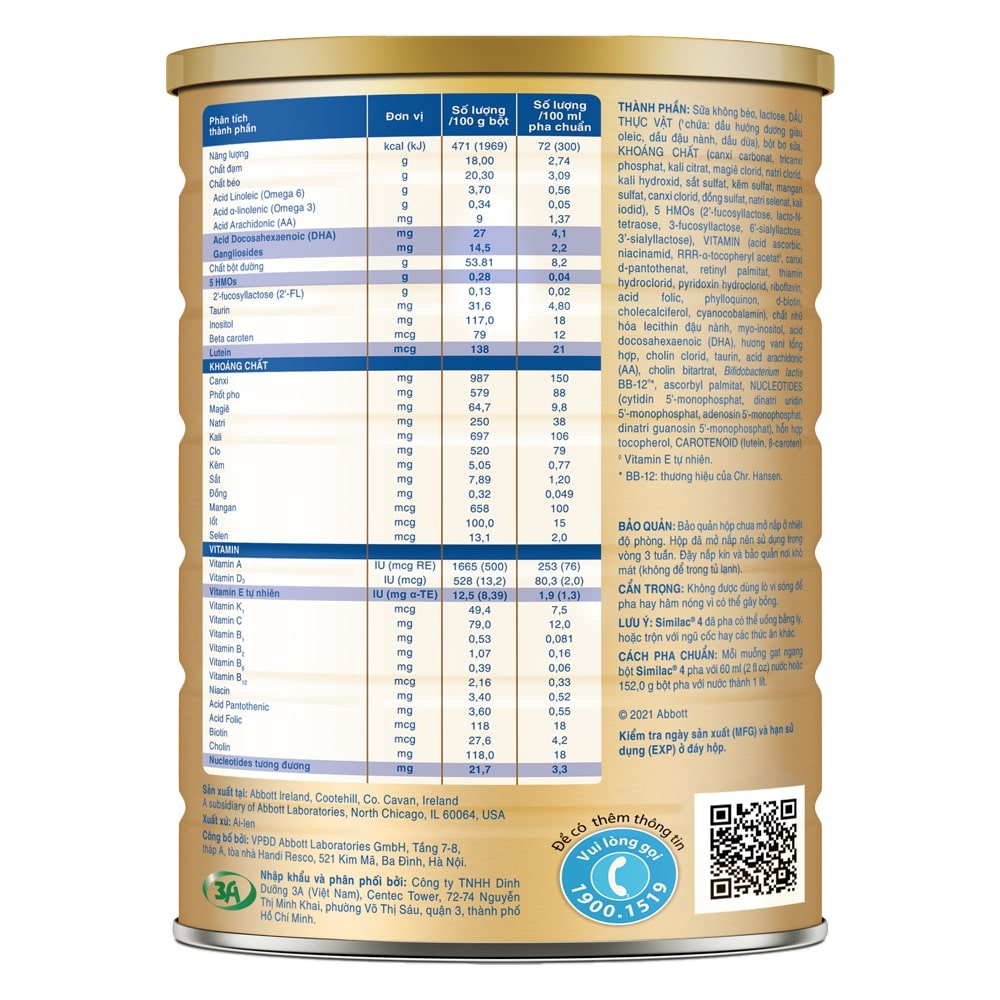 Phân tích thành phần Đơn vị Số lượng /100 g bột Số lượng /100 ml pha chuẩn
Năng lượng kcal (kJ) 471 (1969) 72 (300)
Chất đạm g 18,00 2,74
Chất béo g 20,30 3,09
Acid Linoleic (Omega 6) g 3,70 0,56
Acid α-linolenic (Omega 3) g 0,34 0,05
Acid Arachidonic (AA) mg 9 1,37
Acid Docosahexaenoic (DHA) mg 27 4,1
Gangliosides mg 14,5 2,2
Chất bột đường g 53.81 8,2
5 HMOs g 0,28 0,04
2'-fucosyllactose (2'-FL) g 0,13 0,02
Taurin mg 31,6 4,80
Inositol mg 117,0 18
Beta caroten mcg 79 12
Lutein mcg 138 21
KHOÁNG CHẤT
Canxi mg 987 150
Phốt pho mg 579 88
Magiê mg 64,7 9,8
Natri mg 250 38
Kali mg 697 106
Clo mg 520 79
Kẽm mg 5,05 0,77
Sắt mg 7,89 1,20
Đồng mg 0,32 0,049
Mangan mcg 658 100
Iốt mcg 100,0 15
Selen mcg 13,1 2,0
VITAMIN
Vitamin A IU (mcg RE) 1665 (500) 253 (76)
Vitamin D₃ IU (mcg) 528 (13,2) 80,3 (2,0)
Vitamin E tự nhiên IU (mg α-TE) 12,5 (8,39) 1,9 (1,3)
Vitamin K₁ mcg 49,4 7,5
Vitamin C mg 79,0 12,0
Vitamin B₁ mg 0,53 0,081
Vitamin B₂ mg 1,07 0,16
Vitamin B₆ mg 0,39 0,06
Vitamin B₁₂ mcg 2,16 0,33
Niacin mg 3,40 0,52
Acid Pantothenic mg 3,60 0,55
Acid Folic mcg 118 18
Biotin mcg 27,6 4,2
Cholin mg 118,0 18
Nucleotides tương đương mg 21,7 3,3
Sản xuất tại: Abbott Ireland, Cootehill, Co. Cavan, Ireland
A subsidiary of Abbott Laboratories, North Chicago, IL 60064, USA
Xuất xứ: Ai-len
Công bố bởi: VPĐD Abbott Laboratories GmbH, Tầng 7-8,
tháp A, tòa nhà Handi Resco, 521 Kim Mã, Ba Đình, Hà Nội.
3A
Nhập khẩu và phân phối bởi: Công ty TNHH Dinh
Dưỡng 3A (Việt Nam), Centec Tower, 72-74 Nguyễn
Thị Minh Khai, phường Võ Thị Sáu, quận 3, thành phố
Hồ Chí Minh.
THÀNH PHẦN: Sữa không béo, lactose, DẦU
THỰC VẬT (chứa: dầu hướng dương giàu
oleic, dầu đậu nành, dầu dừa), bột bơ sữa,
KHOÁNG CHẤT (canxi carbonat, tricanxi
phosphat, kali citrat, magiê clorid, natri clorid,
kali hydroxid, sắt sulfat, kẽm sulfat, mangan
sulfat, canxi clorid, đồng sulfat, natri selenat, kali
iodid), 5 HMOs (2'-fucosyllactose, lacto-N-
tetraose, 3-fucosyllactose, 6'-sialyllactose,
3'-sialyllactose), VITAMIN (acid ascorbic,
niacinamid, RRR-α-tocopheryl acetat◊, canxi
d-pantothenat, retinyl palmitat, thiamin
hydroclorid, pyridoxin hydroclorid, riboflavin,
acid folic, phylloquinon, d-biotin,
cholecalciferol, cyanocobalamin), chất nhũ
hóa lecithin đậu nành, myo-inositol, acid
docosahexaenoic (DHA), hương vani tổng
hợp, cholin clorid, taurin, acid arachidonic
(AA), cholin bitartrat, Bifidobacterium lactis
BB-12®*, ascorbyl palmitat, NUCLEOTIDES
(cytidin 5'-monophosphat, dinatri uridin
5'-monophosphat, adenosin 5'-monophosphat,
dinatri guanosin 5'-monophosphat), hỗn hợp
tocopherol, CAROTENOID (lutein, β-caroten)
◊ Vitamin E tự nhiên.
* BB-12: thương hiệu của Chr. Hansen.
BẢO QUẢN: Bảo quản hộp chưa mở nắp ở nhiệt
độ phòng. Hộp đã mở nắp nên sử dụng trong
vòng 3 tuần. Đậy nắp kín và bảo quản nơi khô
mát (không để trong tủ lạnh).
CẨN TRỌNG: Không được dùng lò vi sóng để
pha hay hâm nóng vì có thể gây bỏng.
LƯU Ý: Similac® 4 đã pha có thể uống bằng ly,
hoặc trộn với ngũ cốc hay các thức ăn khác.
CÁCH PHA CHUẨN: Mỗi muỗng gạt ngang
bột Similac® 4 pha với 60 ml (2 fl oz) nước hoặc
152,0 g bột pha với nước thành 1 lít.
© 2021 Abbott
Kiểm tra ngày sản xuất (MFG) và hạn sử
dụng (EXP) ở đáy hộp.
Để có thêm thông tin
Vui lòng gọi
1900.1519